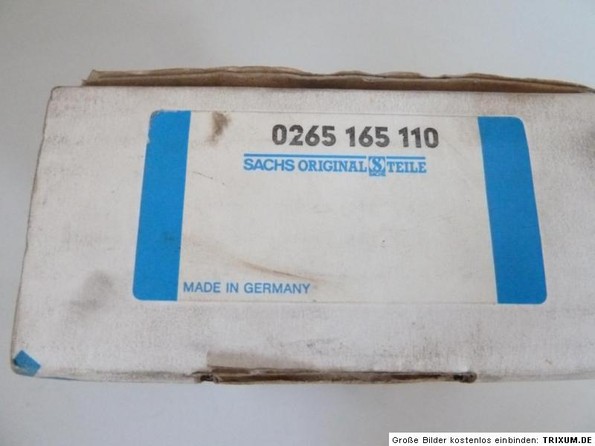 0265 165 110
SACHS ORIGINAL S TEILE
MADE IN GERMANY
Große Bilder kostenlos einbinden: TRIXUM.DE